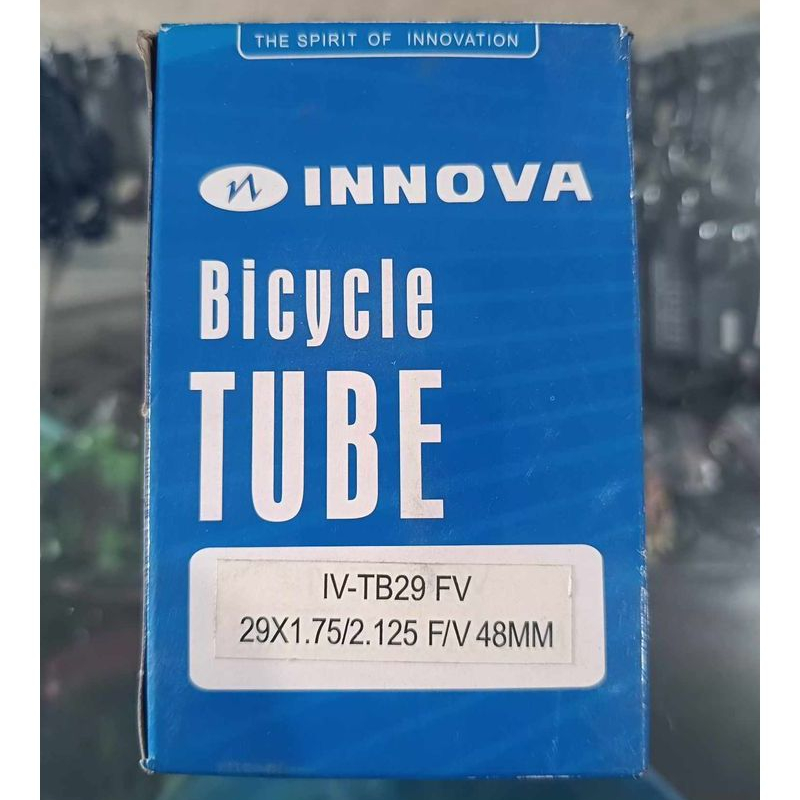 THE SPIRIT OF INNOVATION
INNOVA
Bicycle
TUBE
IV-TB29 FV
29X1.75/2.125 F/V 48MM